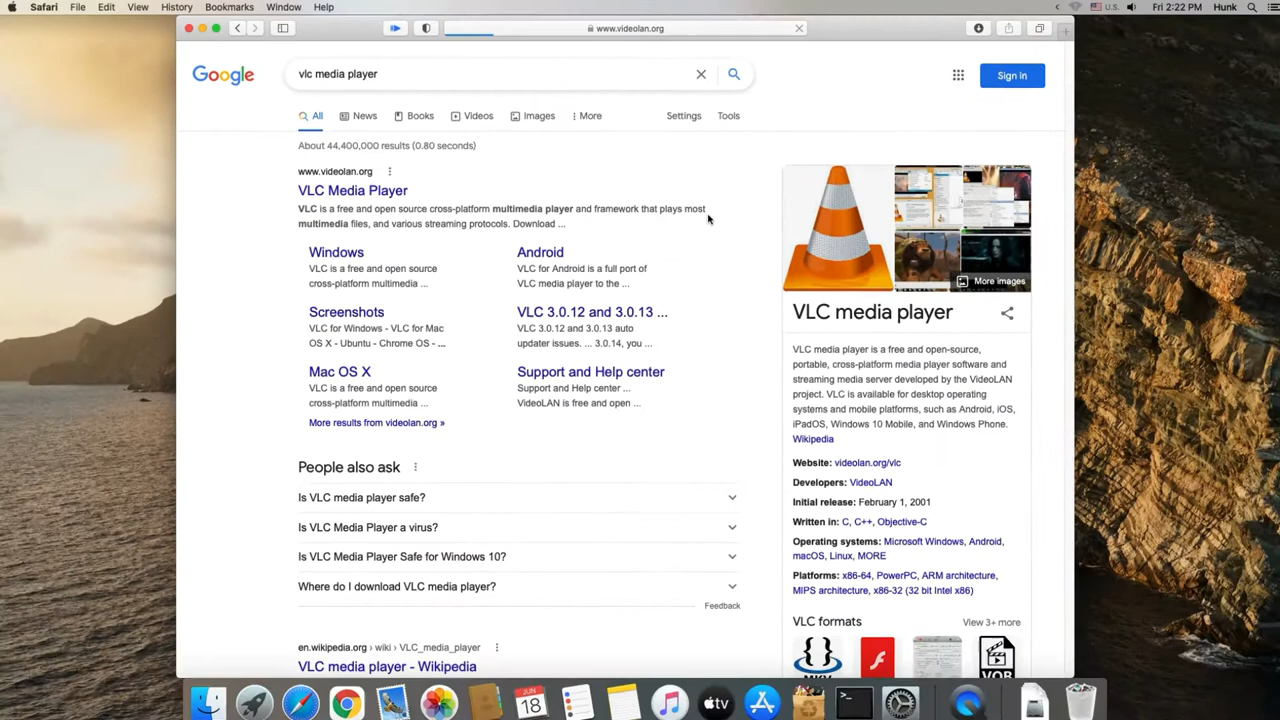 Safari File Edit View History Bookmarks Window Help
U.S. Fri 2:22 PM Hunk
www.videolan.org
Google
vlc media player
Sign in
All News Books Videos Images More Settings Tools
About 44,400,000 results (0.80 seconds)
www.videolan.org
VLC Media Player
VLC is a free and open source cross-platform multimedia player and framework that plays most
multimedia files, and various streaming protocols. Download ...
Windows
VLC is a free and open source
cross-platform multimedia ...
Android
VLC for Android is a full port of
VLC media player to the ...
Screenshots
VLC for Windows - VLC for Mac
OS X - Ubuntu - Chrome OS - ...
VLC 3.0.12 and 3.0.13 ...
VLC 3.0.12 and 3.0.13 auto
updater issues. ... 3.0.14, you ...
Mac OS X
VLC is a free and open source
cross-platform multimedia ...
Support and Help center
Support and Help center ...
VideoLAN is free and open ...
More results from videolan.org »
People also ask
Is VLC media player safe?
Is VLC Media Player a virus?
Is VLC Media Player Safe for Windows 10?
Where do I download VLC media player?
Feedback
en.wikipedia.org › wiki › VLC_media_player
VLC media player - Wikipedia
More images
VLC media player
VLC media player is a free and open-source,
portable, cross-platform media player software and
streaming media server developed by the VideoLAN
project. VLC is available for desktop operating
systems and mobile platforms, such as Android, iOS,
iPadOS, Windows 10 Mobile, and Windows Phone.
Wikipedia
Website: videolan.org/vlc
Developers: VideoLAN
Initial release: February 1, 2001
Written in: C, C++, Objective-C
Operating systems: Microsoft Windows, Android,
macOS, Linux, MORE
Platforms: x86-64, PowerPC, ARM architecture,
MIPS architecture, x86-32 (32 bit Intel x86)
VLC formats
View 3+ more
MKV
VOB
JUN
18
tv